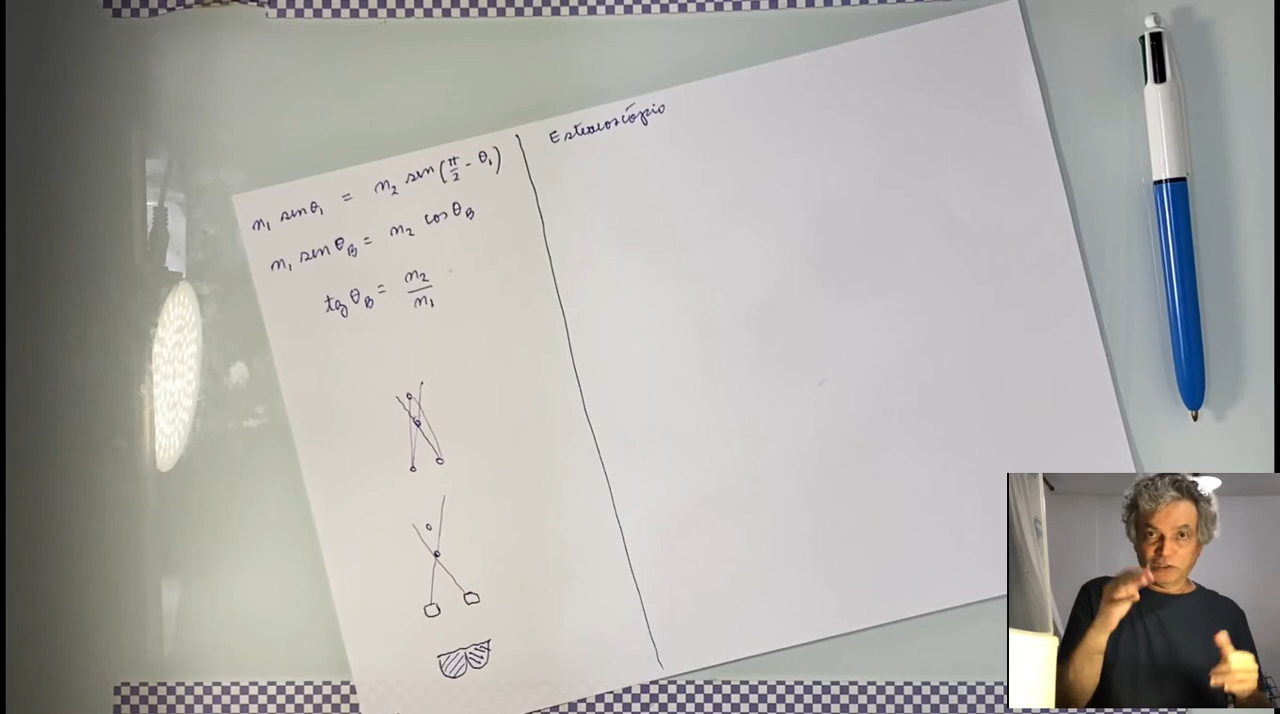 n₁ sen θ₁ = n₂ sen(π/2 - θ₁)
n₁ sen θ_B = n₂ cos θ_B
tg θ_B = n₂/n₁
Estereoscópio